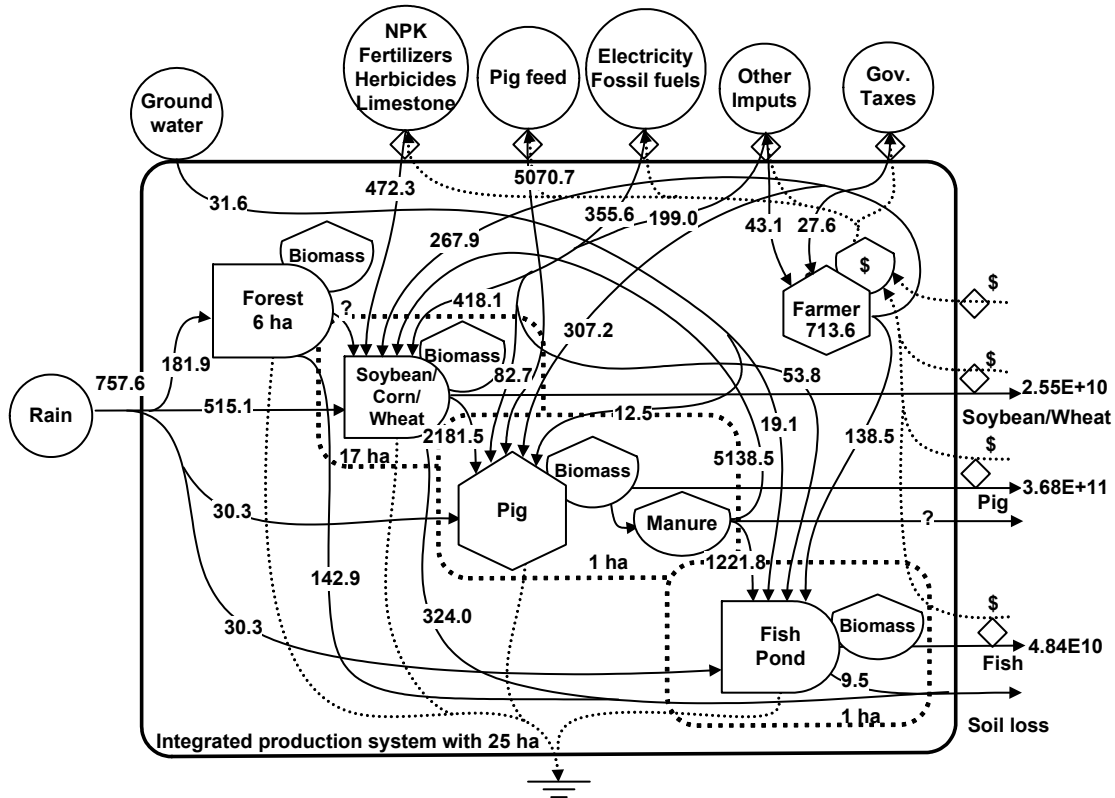 NPK
Fertilizers
Herbicides
Limestone
Pig feed
Electricity
Fossil fuels
Other
Imputs
Gov.
Taxes
Ground
water
472.3
5070.7
31.6
355.6
199.0
43.1
27.6
267.9
Biomass
$
$
Forest
6 ha
?
418.1
Farmer
713.6
307.2
181.9
757.6
Biomass
$
Soybean/
Corn/
Wheat
82.7
53.8
2.55E+10
Rain
515.1
12.5
19.1
Soybean/Wheat
2181.5
138.5
$
17 ha
5138.5
Biomass
3.68E+11
Pig
Pig
30.3
Manure
?
1 ha
1221.8
142.9
324.0
$
30.3
Fish
Pond
Biomass
4.84E10
Fish
9.5
1 ha
Soil loss
Integrated production system with 25 ha